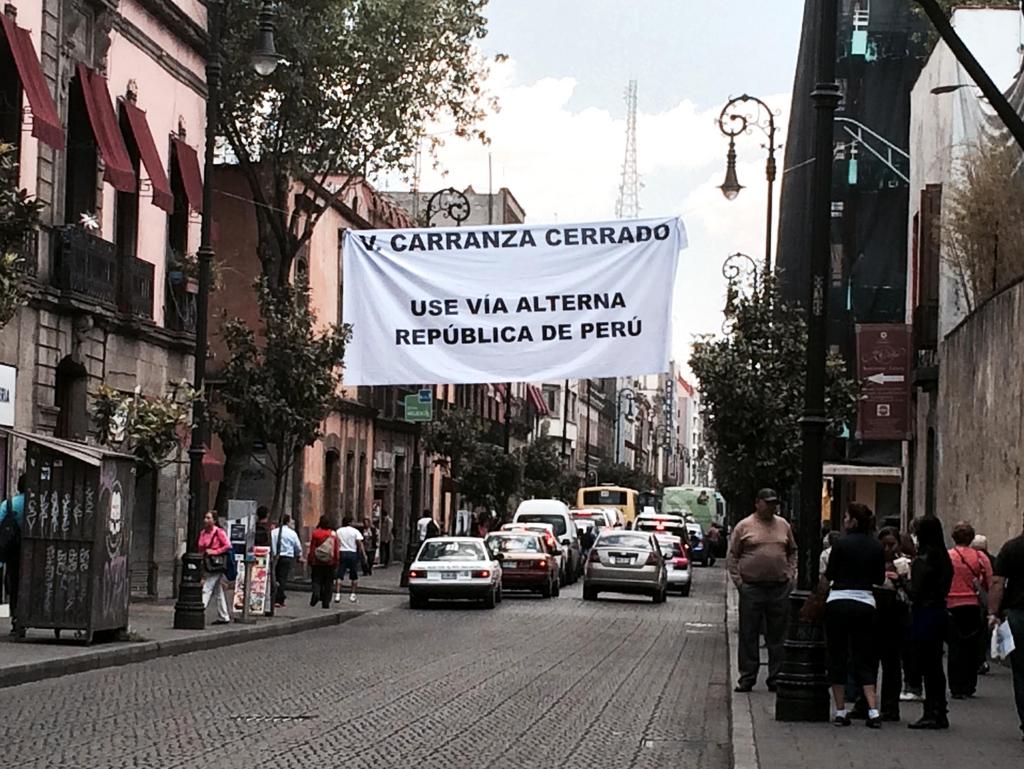 V. CARRANZA CERRADO
USE VÍA ALTERNA
REPÚBLICA DE PERÚ